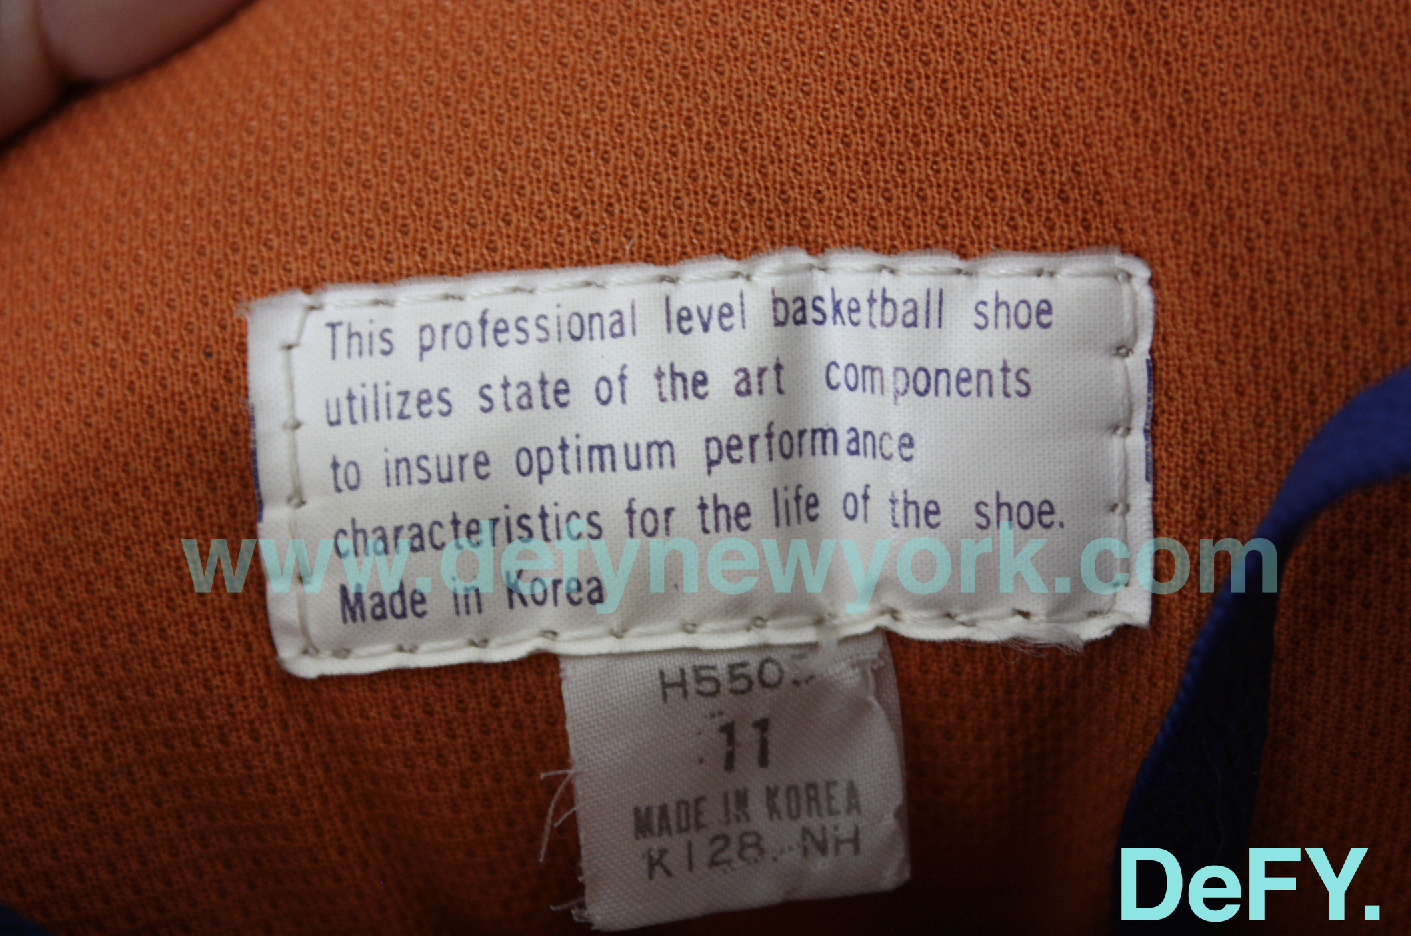 This professional level basketball shoe
utilizes state of the art components
to insure optimum performance
characteristics for the life of the shoe.
www.defynewyork.com
Made in Korea
H550
11
MADE IN KOREA
K128. NH
DeFY.